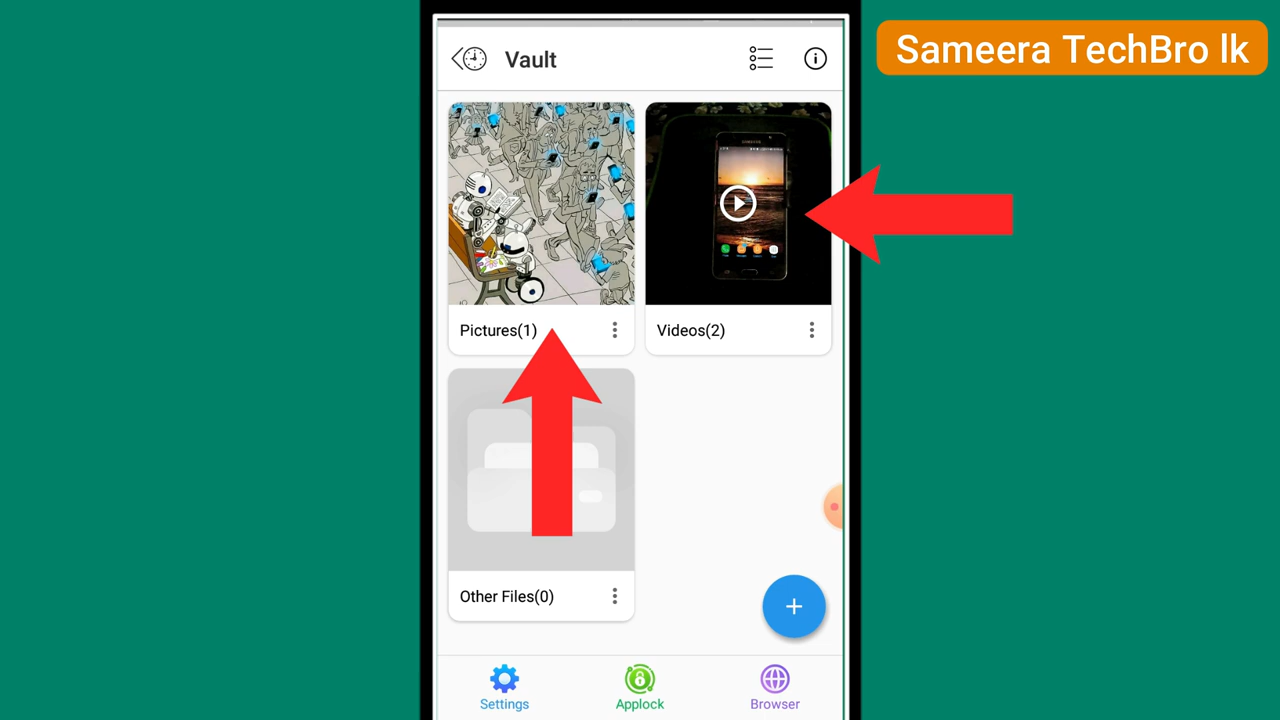 Sameera TechBro lk
Vault
Pictures(1)
Videos(2)
Other Files(0)
Settings
Applock
Browser